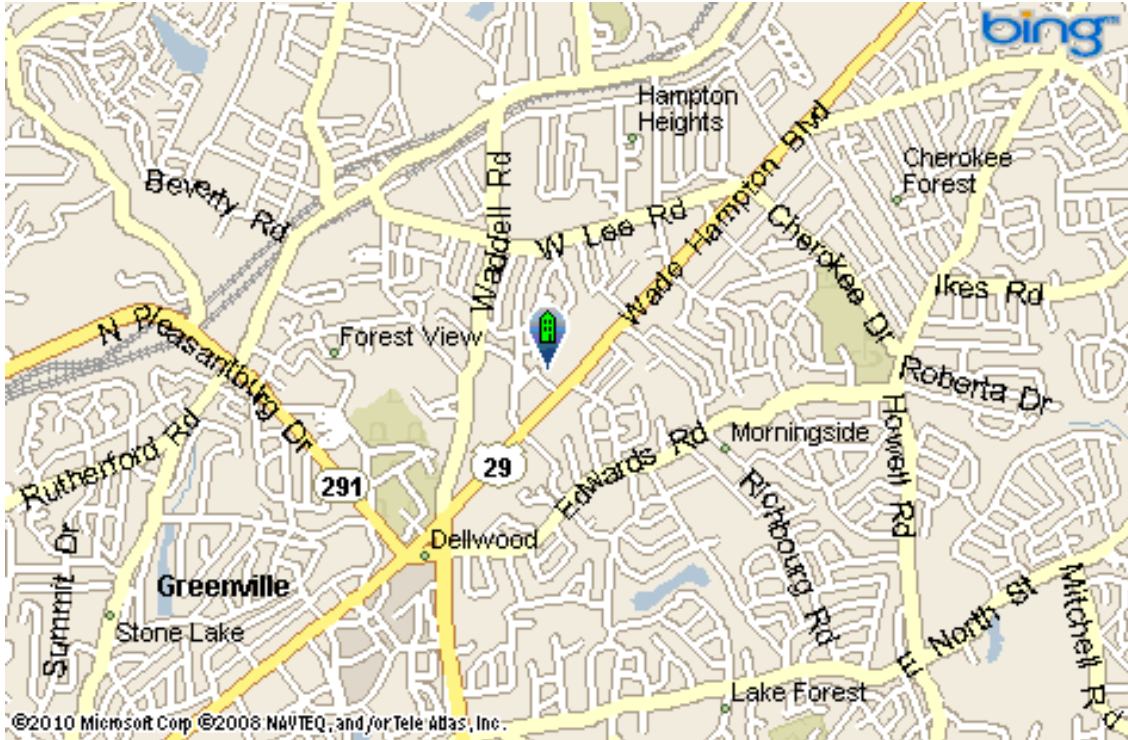 bing™
Hampton
Heights
Wade Hampton Blvd
Cherokee
Forest
Beverty Rd
Waddell Rd
W Lee Rd
Cherokee Dr
Ikes Rd
N Pleasantburg Dr
Forest View
Roberta Dr
Rutherford Rd
Howell Rd
Morningside
Edwards Rd
29
291
Richbourg Rd
Dellwood
Greenville
Summit Dr
Stone Lake
E North St
Mitchell Rd
Lake Forest
©2010 Microsoft Corp ©2008 NAVTEQ, and/or Tele Atlas, Inc.